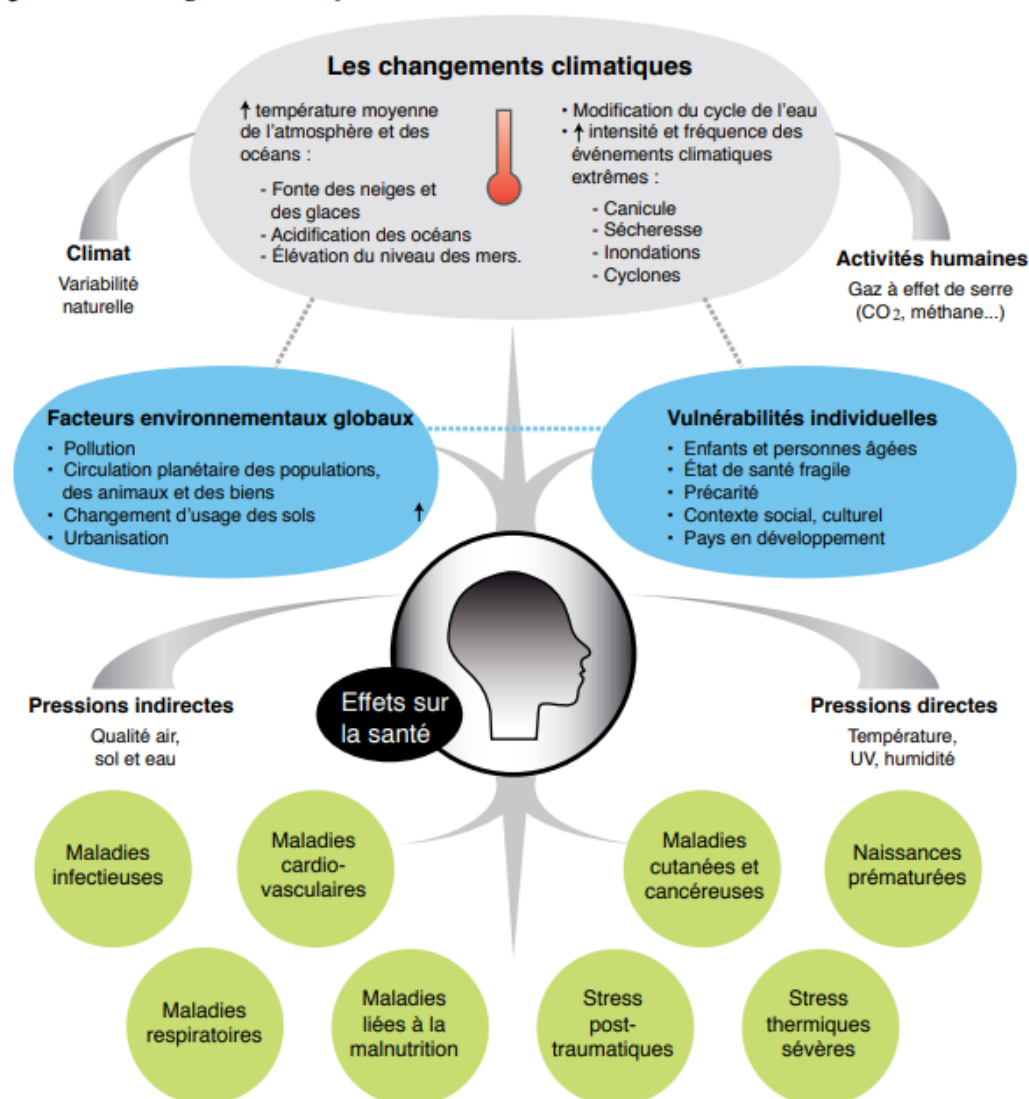 Les changements climatiques
↑ température moyenne
de l'atmosphère et des
océans :
- Fonte des neiges et
des glaces
- Acidification des océans
- Élévation du niveau des mers.
• Modification du cycle de l'eau
• ↑ intensité et fréquence des
événements climatiques
extrêmes :
- Canicule
- Sécheresse
- Inondations
- Cyclones
Climat
Variabilité
naturelle
Activités humaines
Gaz à effet de serre
(CO2, méthane...)
Facteurs environnementaux globaux
• Pollution
• Circulation planétaire des populations,
des animaux et des biens
• Changement d'usage des sols ↑
• Urbanisation
Vulnérabilités individuelles
• Enfants et personnes âgées
• État de santé fragile
• Précarité
• Contexte social, culturel
• Pays en développement
Effets sur
la santé
Pressions indirectes
Qualité air,
sol et eau
Pressions directes
Température,
UV, humidité
Maladies
infectieuses
Maladies
cardio-
vasculaires
Maladies
cutanées et
cancéreuses
Naissances
prématurées
Maladies
respiratoires
Maladies
liées à la
malnutrition
Stress
post-
traumatiques
Stress
thermiques
sévères